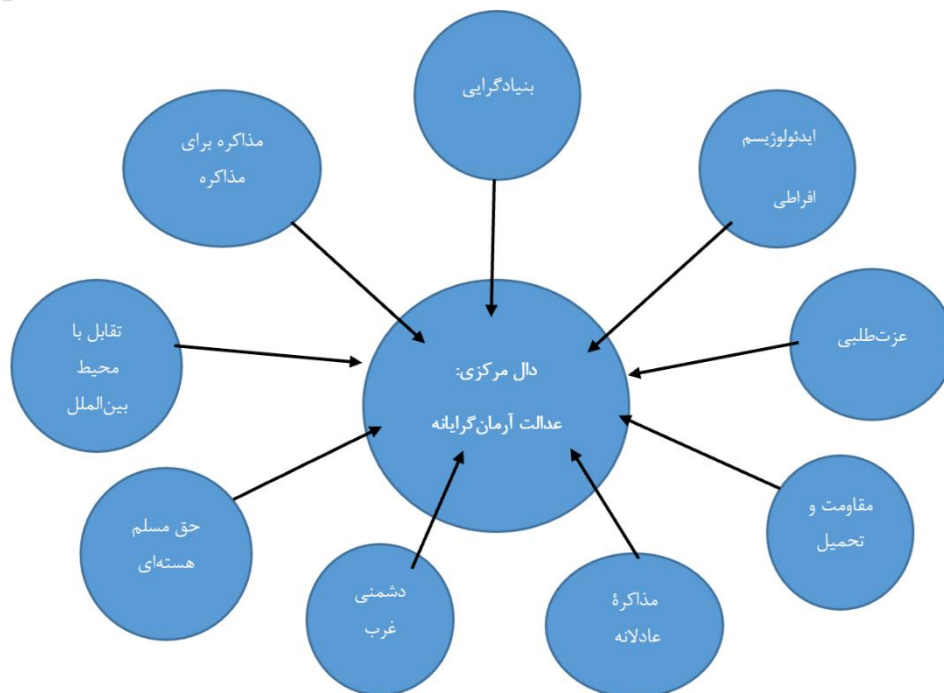 بنیادگرایی
ایدئولوژیسم
افراطی
عزت‌طلبی
مقاومت و
تحمیل
مذاکرۀ
عادلانه
دشمنی
غرب
حق مسلم
هسته‌ای
تقابل با
محیط
بین‌الملل
مذاکره برای
مذاکره
دال مرکزی:
عدالت آرمان‌گرایانه